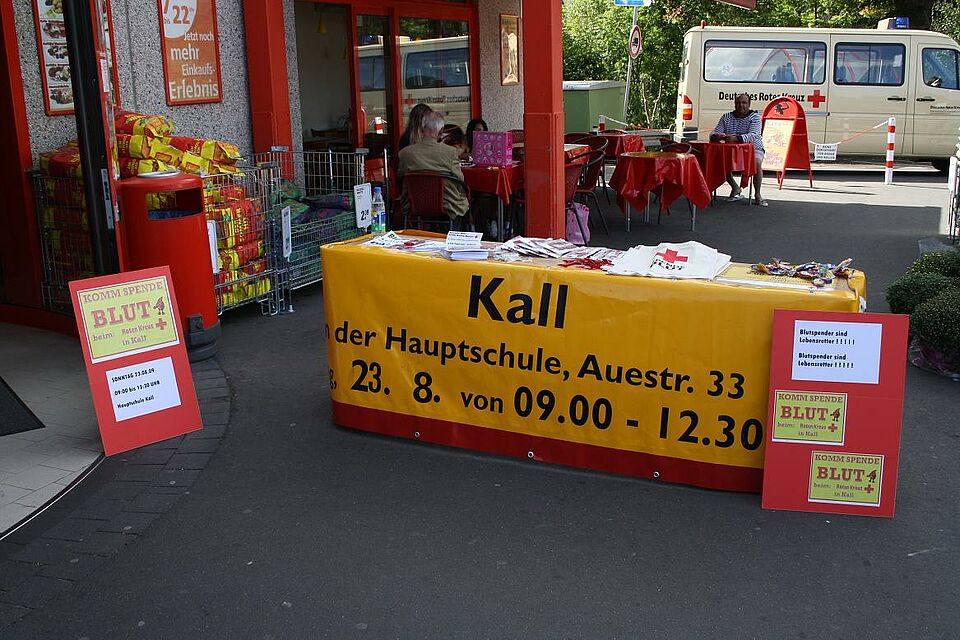 22
jetzt noch
mehr
Einkaufs-
Erlebnis
Deutsches Rotes Kreuz
KOMM SPENDE
BLUT
beim: Roten Kreuz
in Kall
SONNTAG 23.08.09
09:00 bis 12:30 UHR
Hauptschule Kall
Kall
der Hauptschule, Auestr. 33
23. 8. von 09.00 - 12.30
Blutspender sind
Lebensretter !!!!!
Blutspender sind
Lebensretter !!!!!
KOMM SPENDE
BLUT
beim: Roten Kreuz
in Kall
KOMM SPENDE
BLUT
beim: Roten Kreuz
in Kall